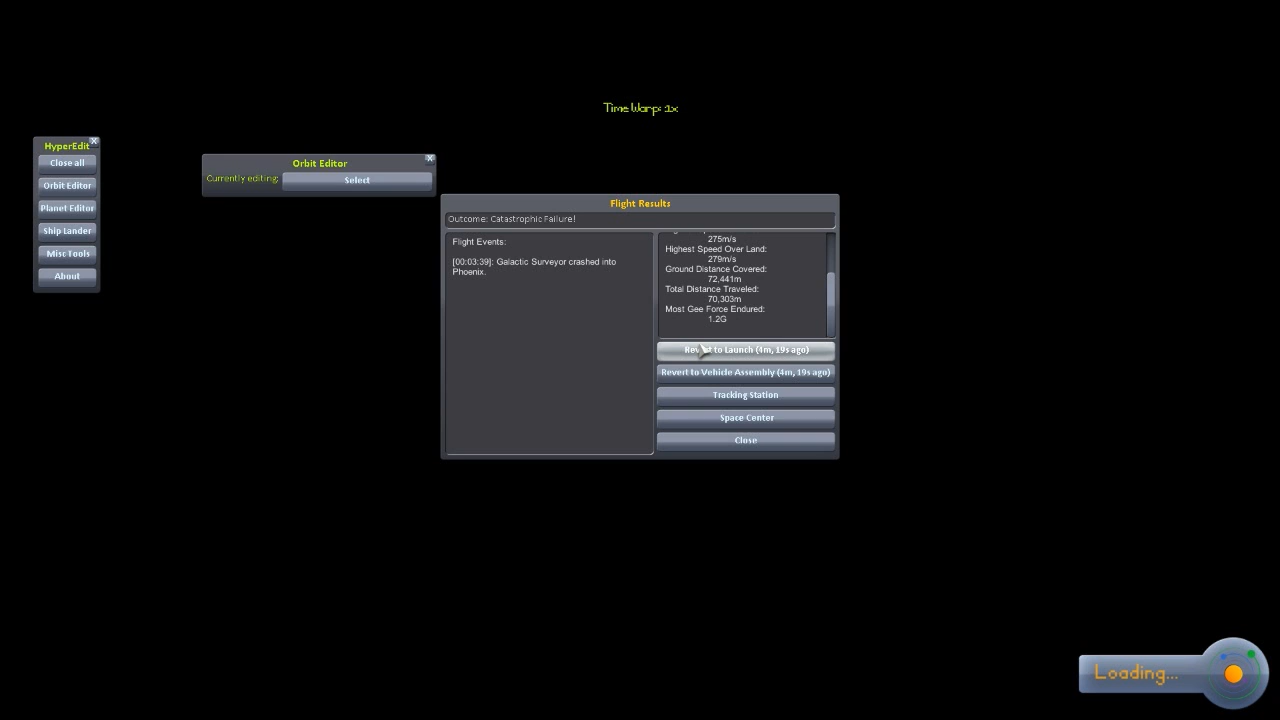 Time Warp: 1x
HyperEdit
X
Close all
Orbit Editor
Planet Editor
Ship Lander
Misc Tools
About
Orbit Editor
X
Currently editing:
Select
Flight Results
Outcome: Catastrophic Failure!
Flight Events:
[00:03:39]: Galactic Surveyor crashed into
Phoenix.
275m/s
Highest Speed Over Land:
279m/s
Ground Distance Covered:
72,441m
Total Distance Traveled:
70,303m
Most Gee Force Endured:
1.2G
Revert to Launch (4m, 19s ago)
Revert to Vehicle Assembly (4m, 19s ago)
Tracking Station
Space Center
Close
Loading...